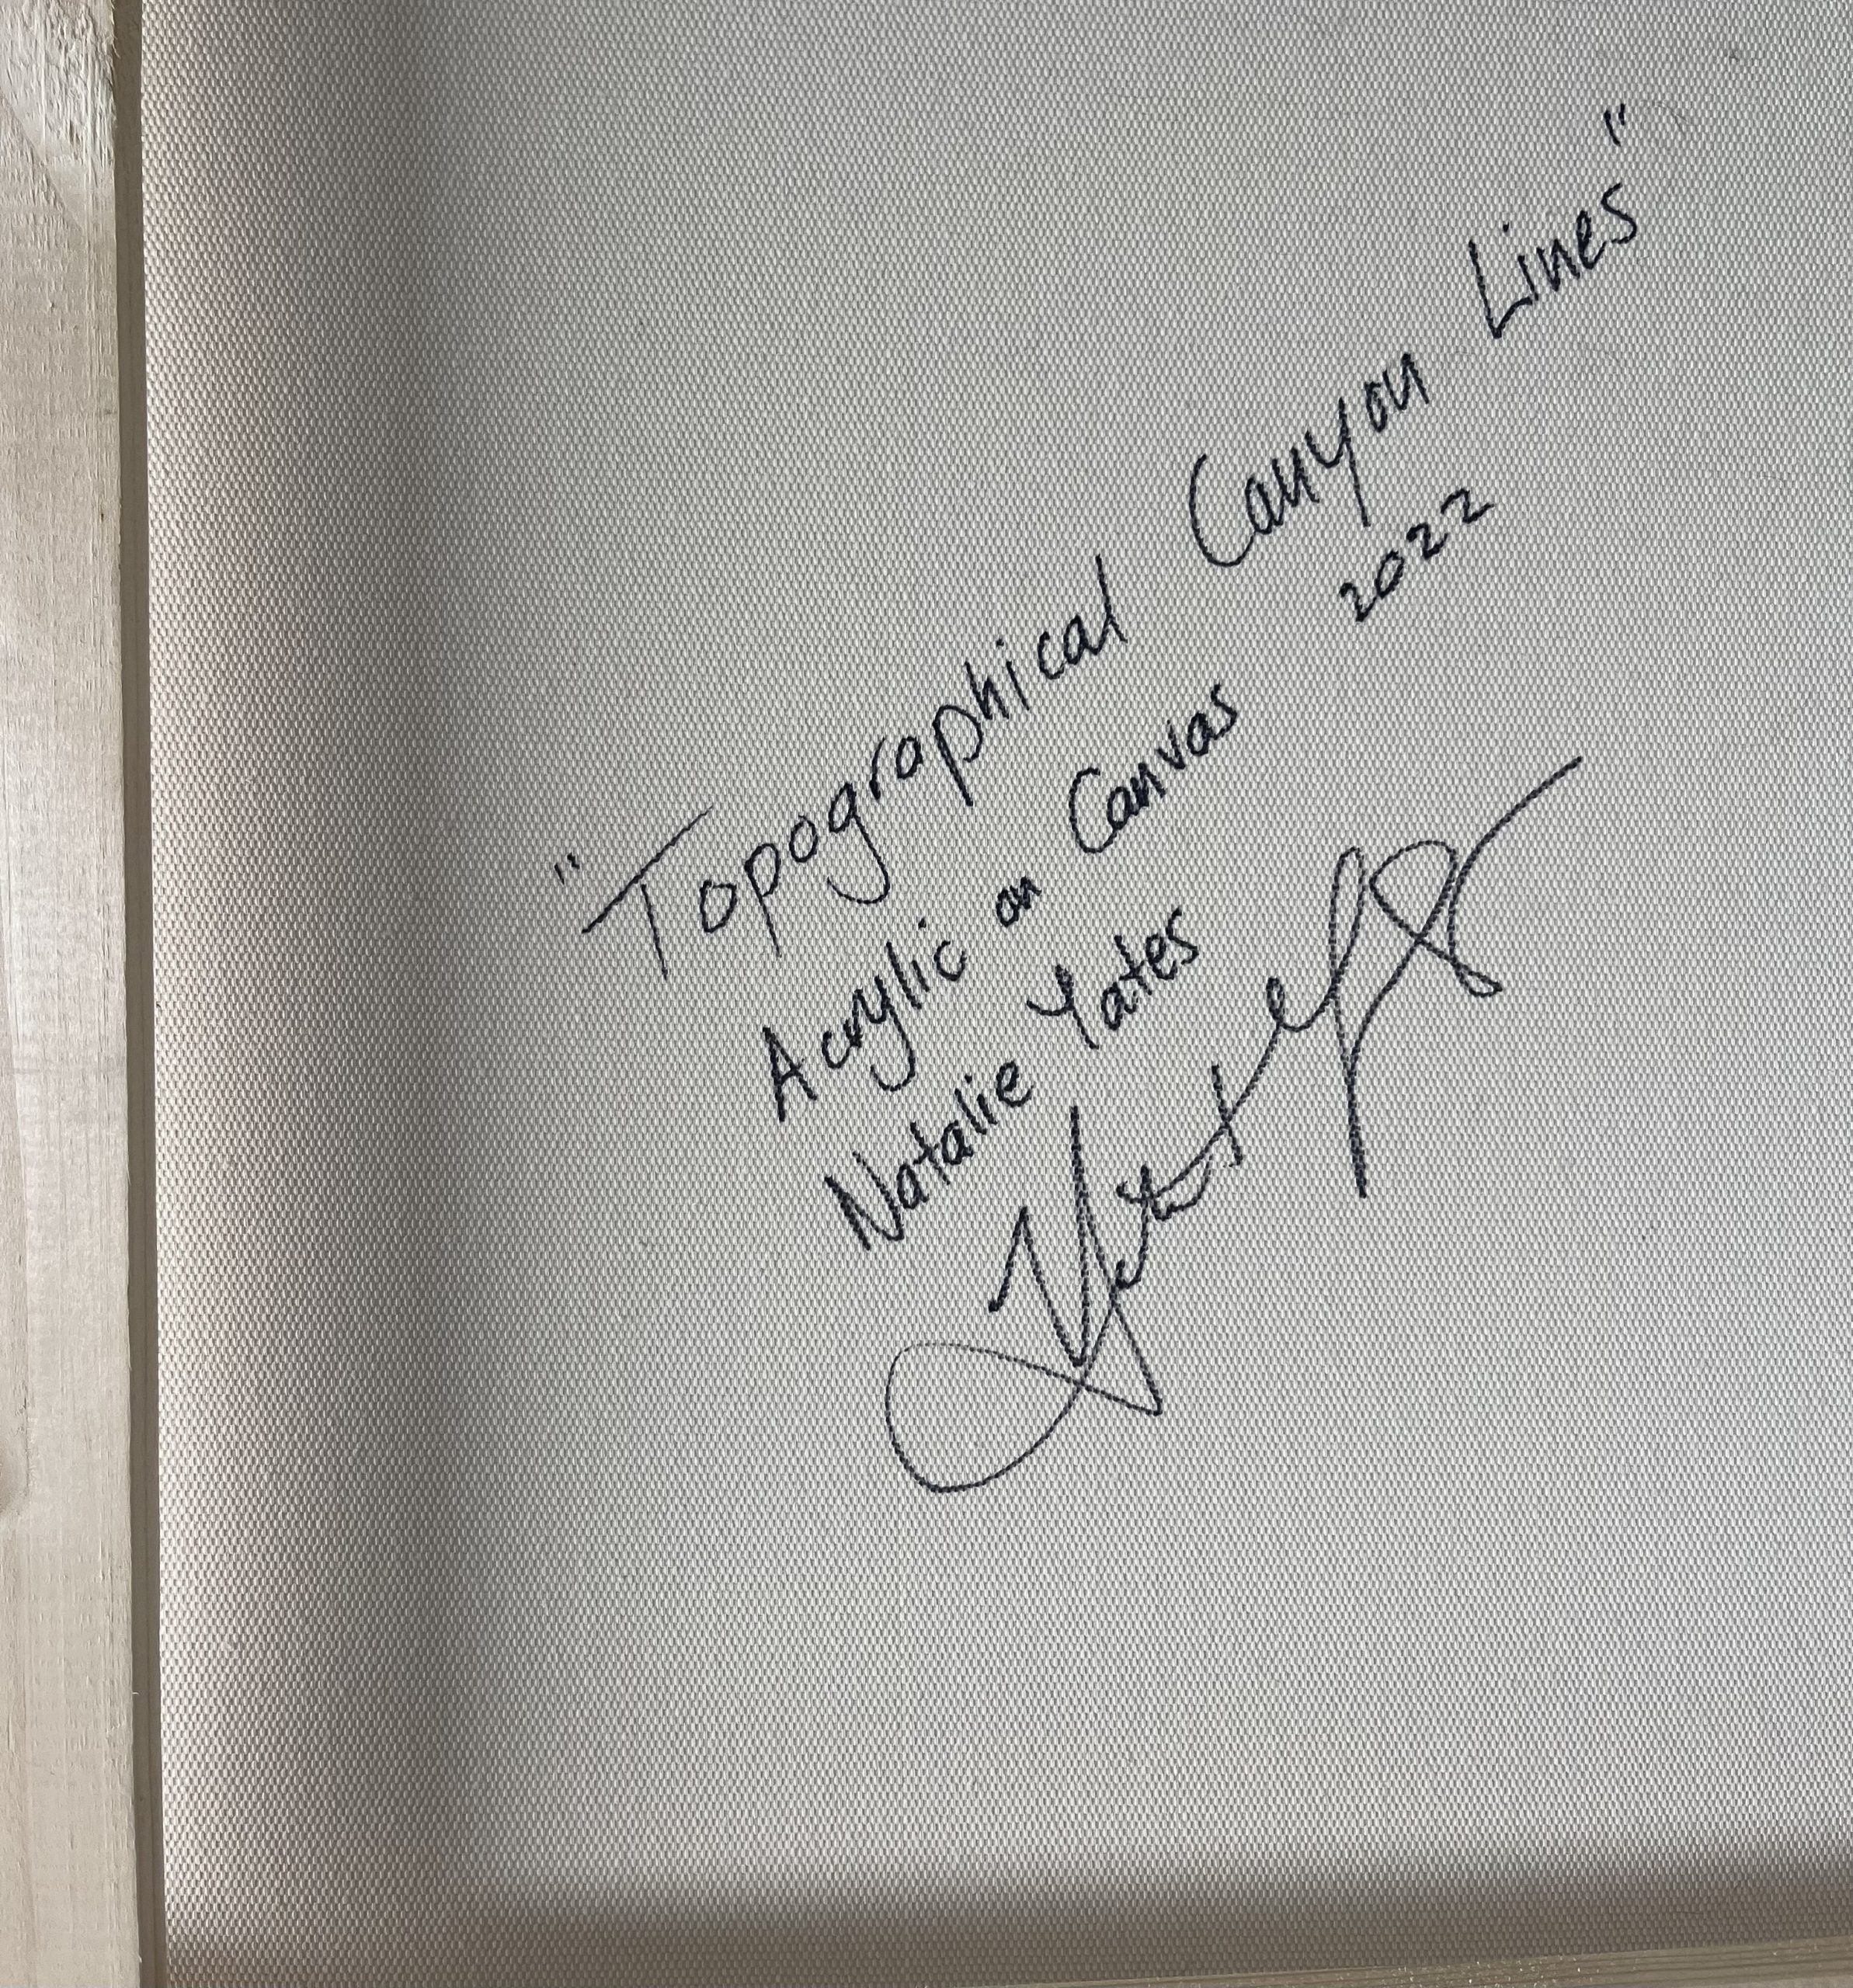 "Topographical Canyon Lines"
Acrylic on Canvas 2022
Natalie Yates